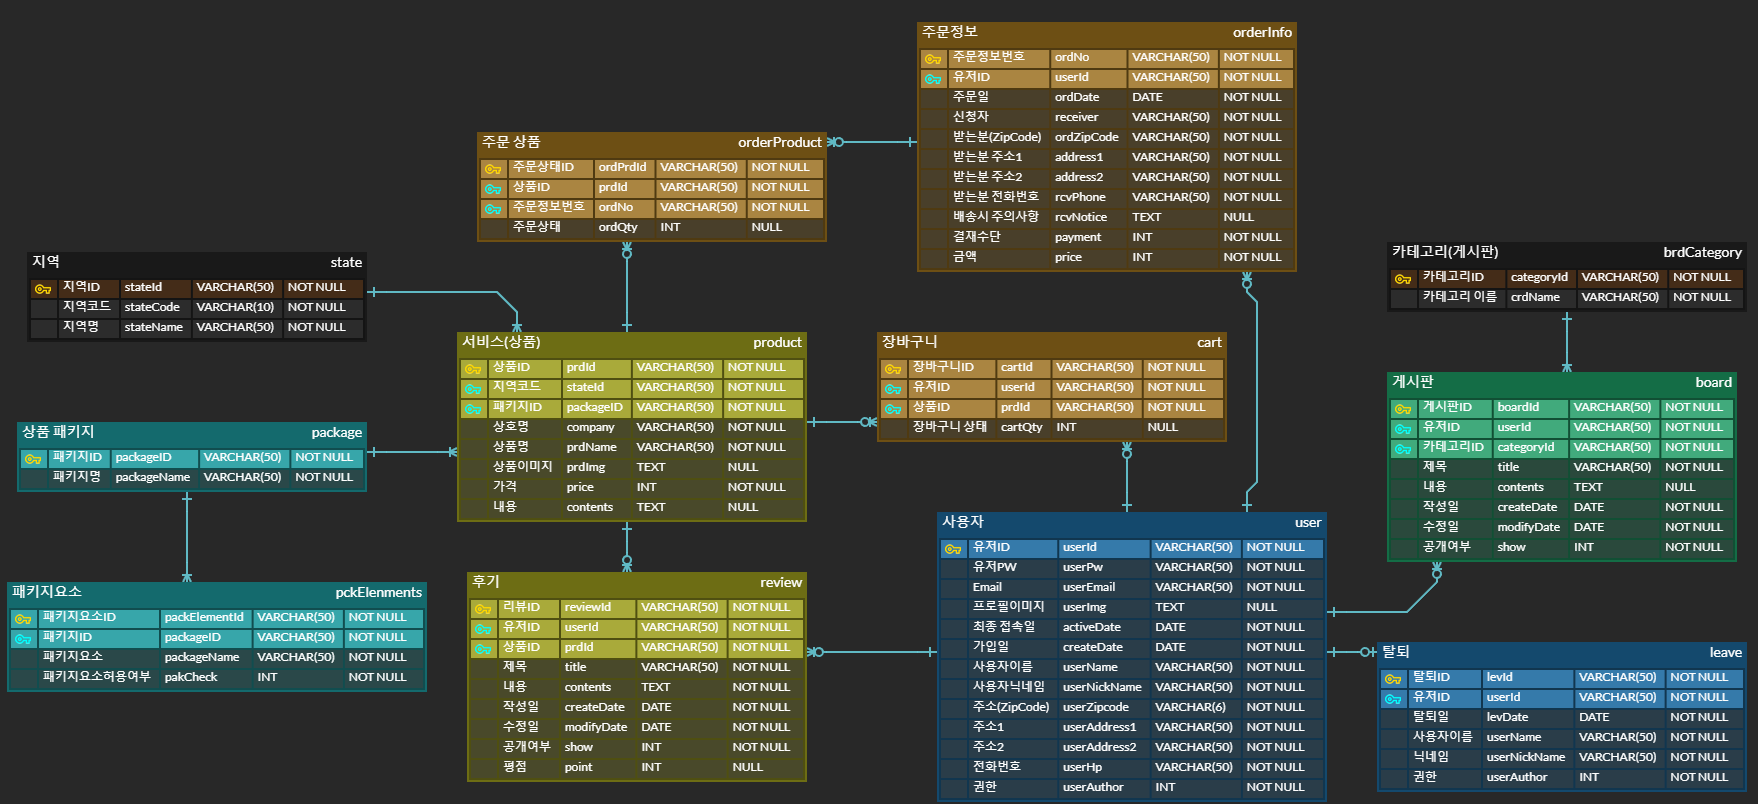 주문정보 orderInfo
주문정보번호 ordNo VARCHAR(50) NOT NULL
유저ID userId VARCHAR(50) NOT NULL
주문일 ordDate DATE NOT NULL
신청자 receiver VARCHAR(50) NOT NULL
받는분(ZipCode) ordZipCode VARCHAR(50) NOT NULL
받는분 주소1 address1 VARCHAR(50) NOT NULL
받는분 주소2 address2 VARCHAR(50) NOT NULL
받는분 전화번호 rcvPhone VARCHAR(50) NOT NULL
배송시 주의사항 rcvNotice TEXT NULL
결재수단 payment INT NOT NULL
금액 price INT NOT NULL
주문 상품 orderProduct
주문상태ID ordPrdId VARCHAR(50) NOT NULL
상품ID prdId VARCHAR(50) NOT NULL
주문정보번호 ordNo VARCHAR(50) NOT NULL
주문상태 ordQty INT NULL
지역 state
지역ID stateId VARCHAR(50) NOT NULL
지역코드 stateCode VARCHAR(10) NOT NULL
지역명 stateName VARCHAR(50) NOT NULL
카테고리(게시판) brdCategory
카테고리ID categoryId VARCHAR(50) NOT NULL
카테고리 이름 crdName VARCHAR(50) NOT NULL
서비스(상품) product
상품ID prdId VARCHAR(50) NOT NULL
지역코드 stateId VARCHAR(50) NOT NULL
패키지ID packageID VARCHAR(50) NOT NULL
상호명 company VARCHAR(50) NOT NULL
상품명 prdName VARCHAR(50) NOT NULL
상품이미지 prdImg TEXT NULL
가격 price INT NOT NULL
내용 contents TEXT NULL
장바구니 cart
장바구니ID cartId VARCHAR(50) NOT NULL
유저ID userId VARCHAR(50) NOT NULL
상품ID prdId VARCHAR(50) NOT NULL
장바구니 상태 cartQty INT NULL
게시판 board
게시판ID boardId VARCHAR(50) NOT NULL
유저ID userId VARCHAR(50) NOT NULL
카테고리ID categoryId VARCHAR(50) NOT NULL
제목 title VARCHAR(50) NOT NULL
내용 contents TEXT NULL
작성일 createDate DATE NOT NULL
수정일 modifyDate DATE NOT NULL
공개여부 show INT NOT NULL
상품 패키지 package
패키지ID packageID VARCHAR(50) NOT NULL
패키지명 packageName VARCHAR(50) NOT NULL
패키지요소 pckElenments
패키지요소ID packElementId VARCHAR(50) NOT NULL
패키지ID packageID VARCHAR(50) NOT NULL
패키지요소 packageName VARCHAR(50) NOT NULL
패키지요소허용여부 pakCheck INT NOT NULL
후기 review
리뷰ID reviewId VARCHAR(50) NOT NULL
유저ID userId VARCHAR(50) NOT NULL
상품ID prdId VARCHAR(50) NOT NULL
제목 title VARCHAR(50) NOT NULL
내용 contents TEXT NOT NULL
작성일 createDate DATE NOT NULL
수정일 modifyDate DATE NOT NULL
공개여부 show INT NOT NULL
평점 point INT NULL
사용자 user
유저ID userId VARCHAR(50) NOT NULL
유저PW userPw VARCHAR(50) NOT NULL
Email userEmail VARCHAR(50) NOT NULL
프로필이미지 userImg TEXT NULL
최종 접속일 activeDate DATE NOT NULL
가입일 createDate DATE NOT NULL
사용자이름 userName VARCHAR(50) NOT NULL
사용자닉네임 userNickName VARCHAR(50) NOT NULL
주소(ZipCode) userZipcode VARCHAR(6) NOT NULL
주소1 userAddress1 VARCHAR(50) NOT NULL
주소2 userAddress2 VARCHAR(50) NOT NULL
전화번호 userHp VARCHAR(50) NOT NULL
권한 userAuthor INT NOT NULL
탈퇴 leave
탈퇴ID levId VARCHAR(50) NOT NULL
유저ID userId VARCHAR(50) NOT NULL
탈퇴일 levDate DATE NOT NULL
사용자이름 userName VARCHAR(50) NOT NULL
닉네임 userNickName VARCHAR(50) NOT NULL
권한 userAuthor INT NOT NULL